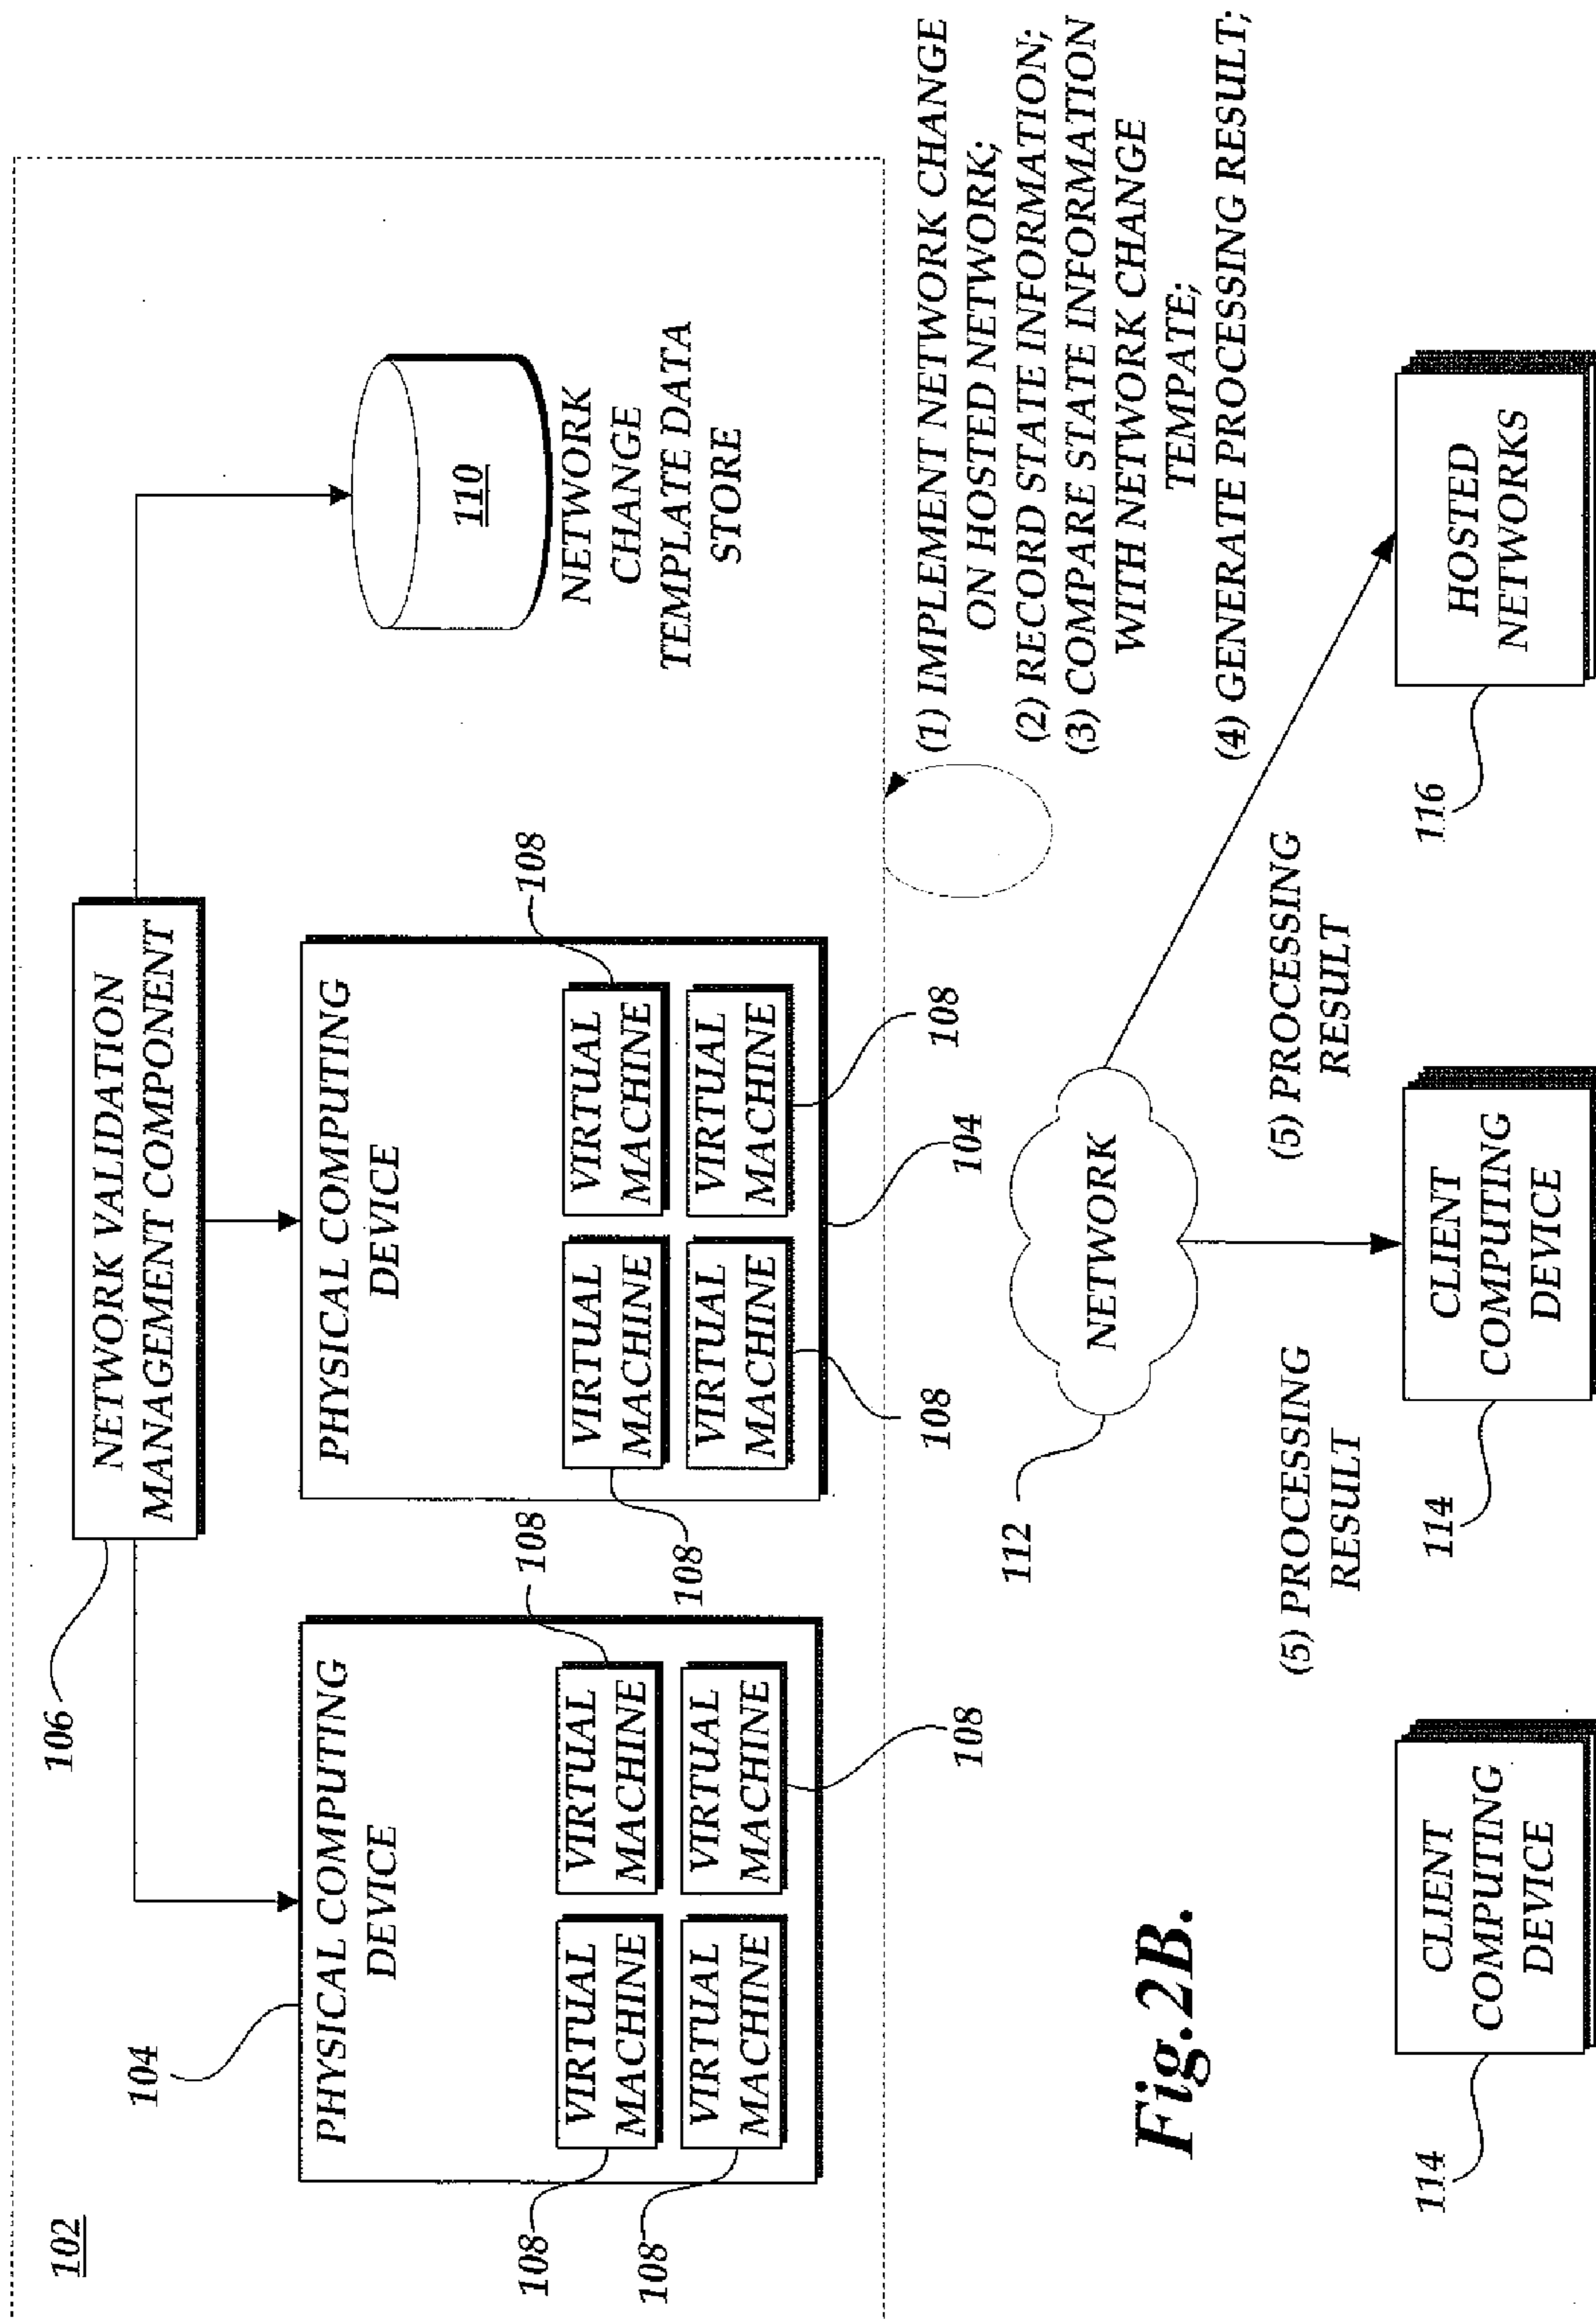 102
106
NETWORK VALIDATION
MANAGEMENT COMPONENT
104
PHYSICAL COMPUTING
DEVICE
108
VIRTUAL
MACHINE
VIRTUAL
MACHINE
108
VIRTUAL
MACHINE
VIRTUAL
MACHINE
108
108
PHYSICAL COMPUTING
DEVICE
108
VIRTUAL
MACHINE
VIRTUAL
MACHINE
108
VIRTUAL
MACHINE
VIRTUAL
MACHINE
108
104
108
110
NETWORK
CHANGE
TEMPLATE DATA
STORE
(1) IMPLEMENT NETWORK CHANGE
ON HOSTED NETWORK;
(2) RECORD STATE INFORMATION;
(3) COMPARE STATE INFORMATION
WITH NETWORK CHANGE
TEMPATE;
(4) GENERATE PROCESSING RESULT;
112
NETWORK
(5) PROCESSING
RESULT
(5) PROCESSING
RESULT
114
CLIENT
COMPUTING
DEVICE
114
CLIENT
COMPUTING
DEVICE
116
HOSTED
NETWORKS
Fig.2B.